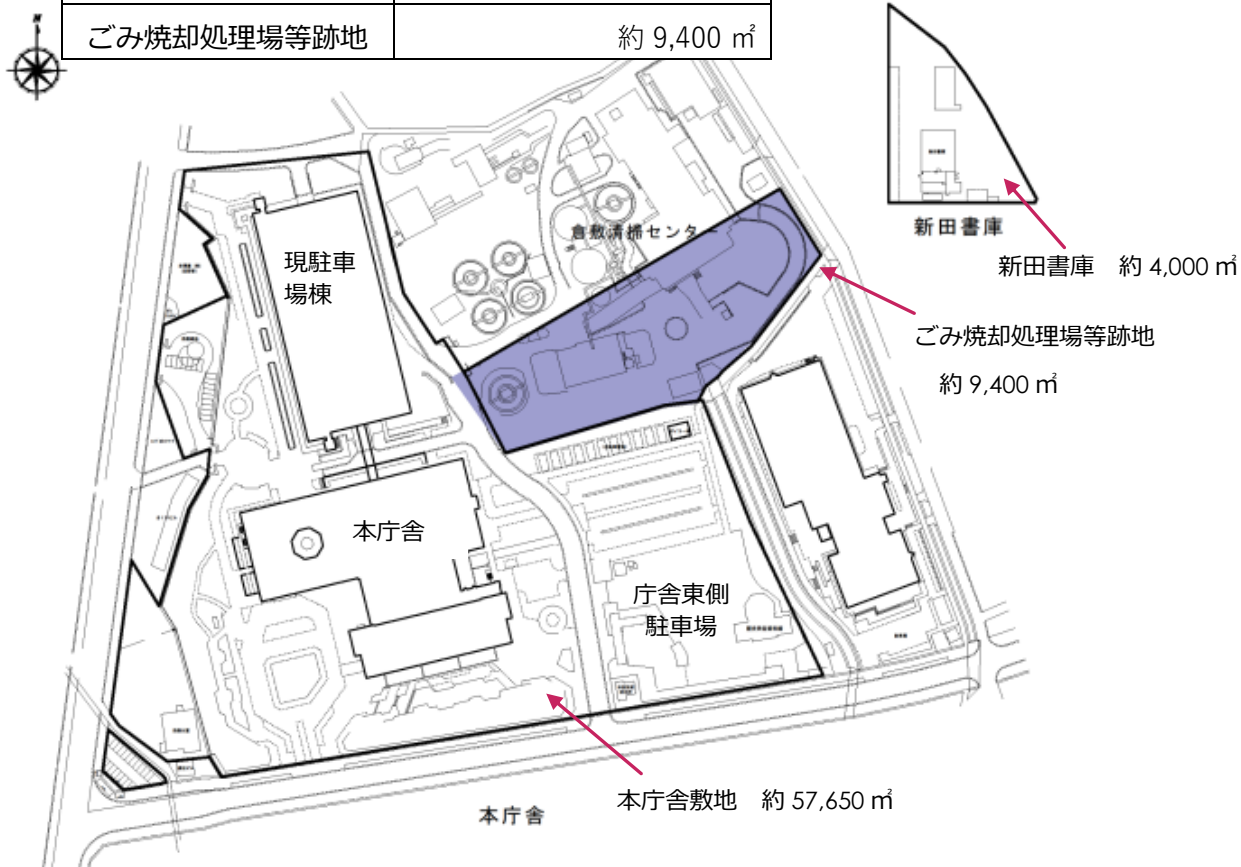 N
ごみ焼却処理場等跡地
約 9,400 ㎡
現駐車
場棟
倉敷清掃センター
新田書庫
新田書庫 約 4,000 ㎡
ごみ焼却処理場等跡地
約 9,400 ㎡
本庁舎
庁舎東側
駐車場
本庁舎敷地 約 57,650 ㎡
本庁舎